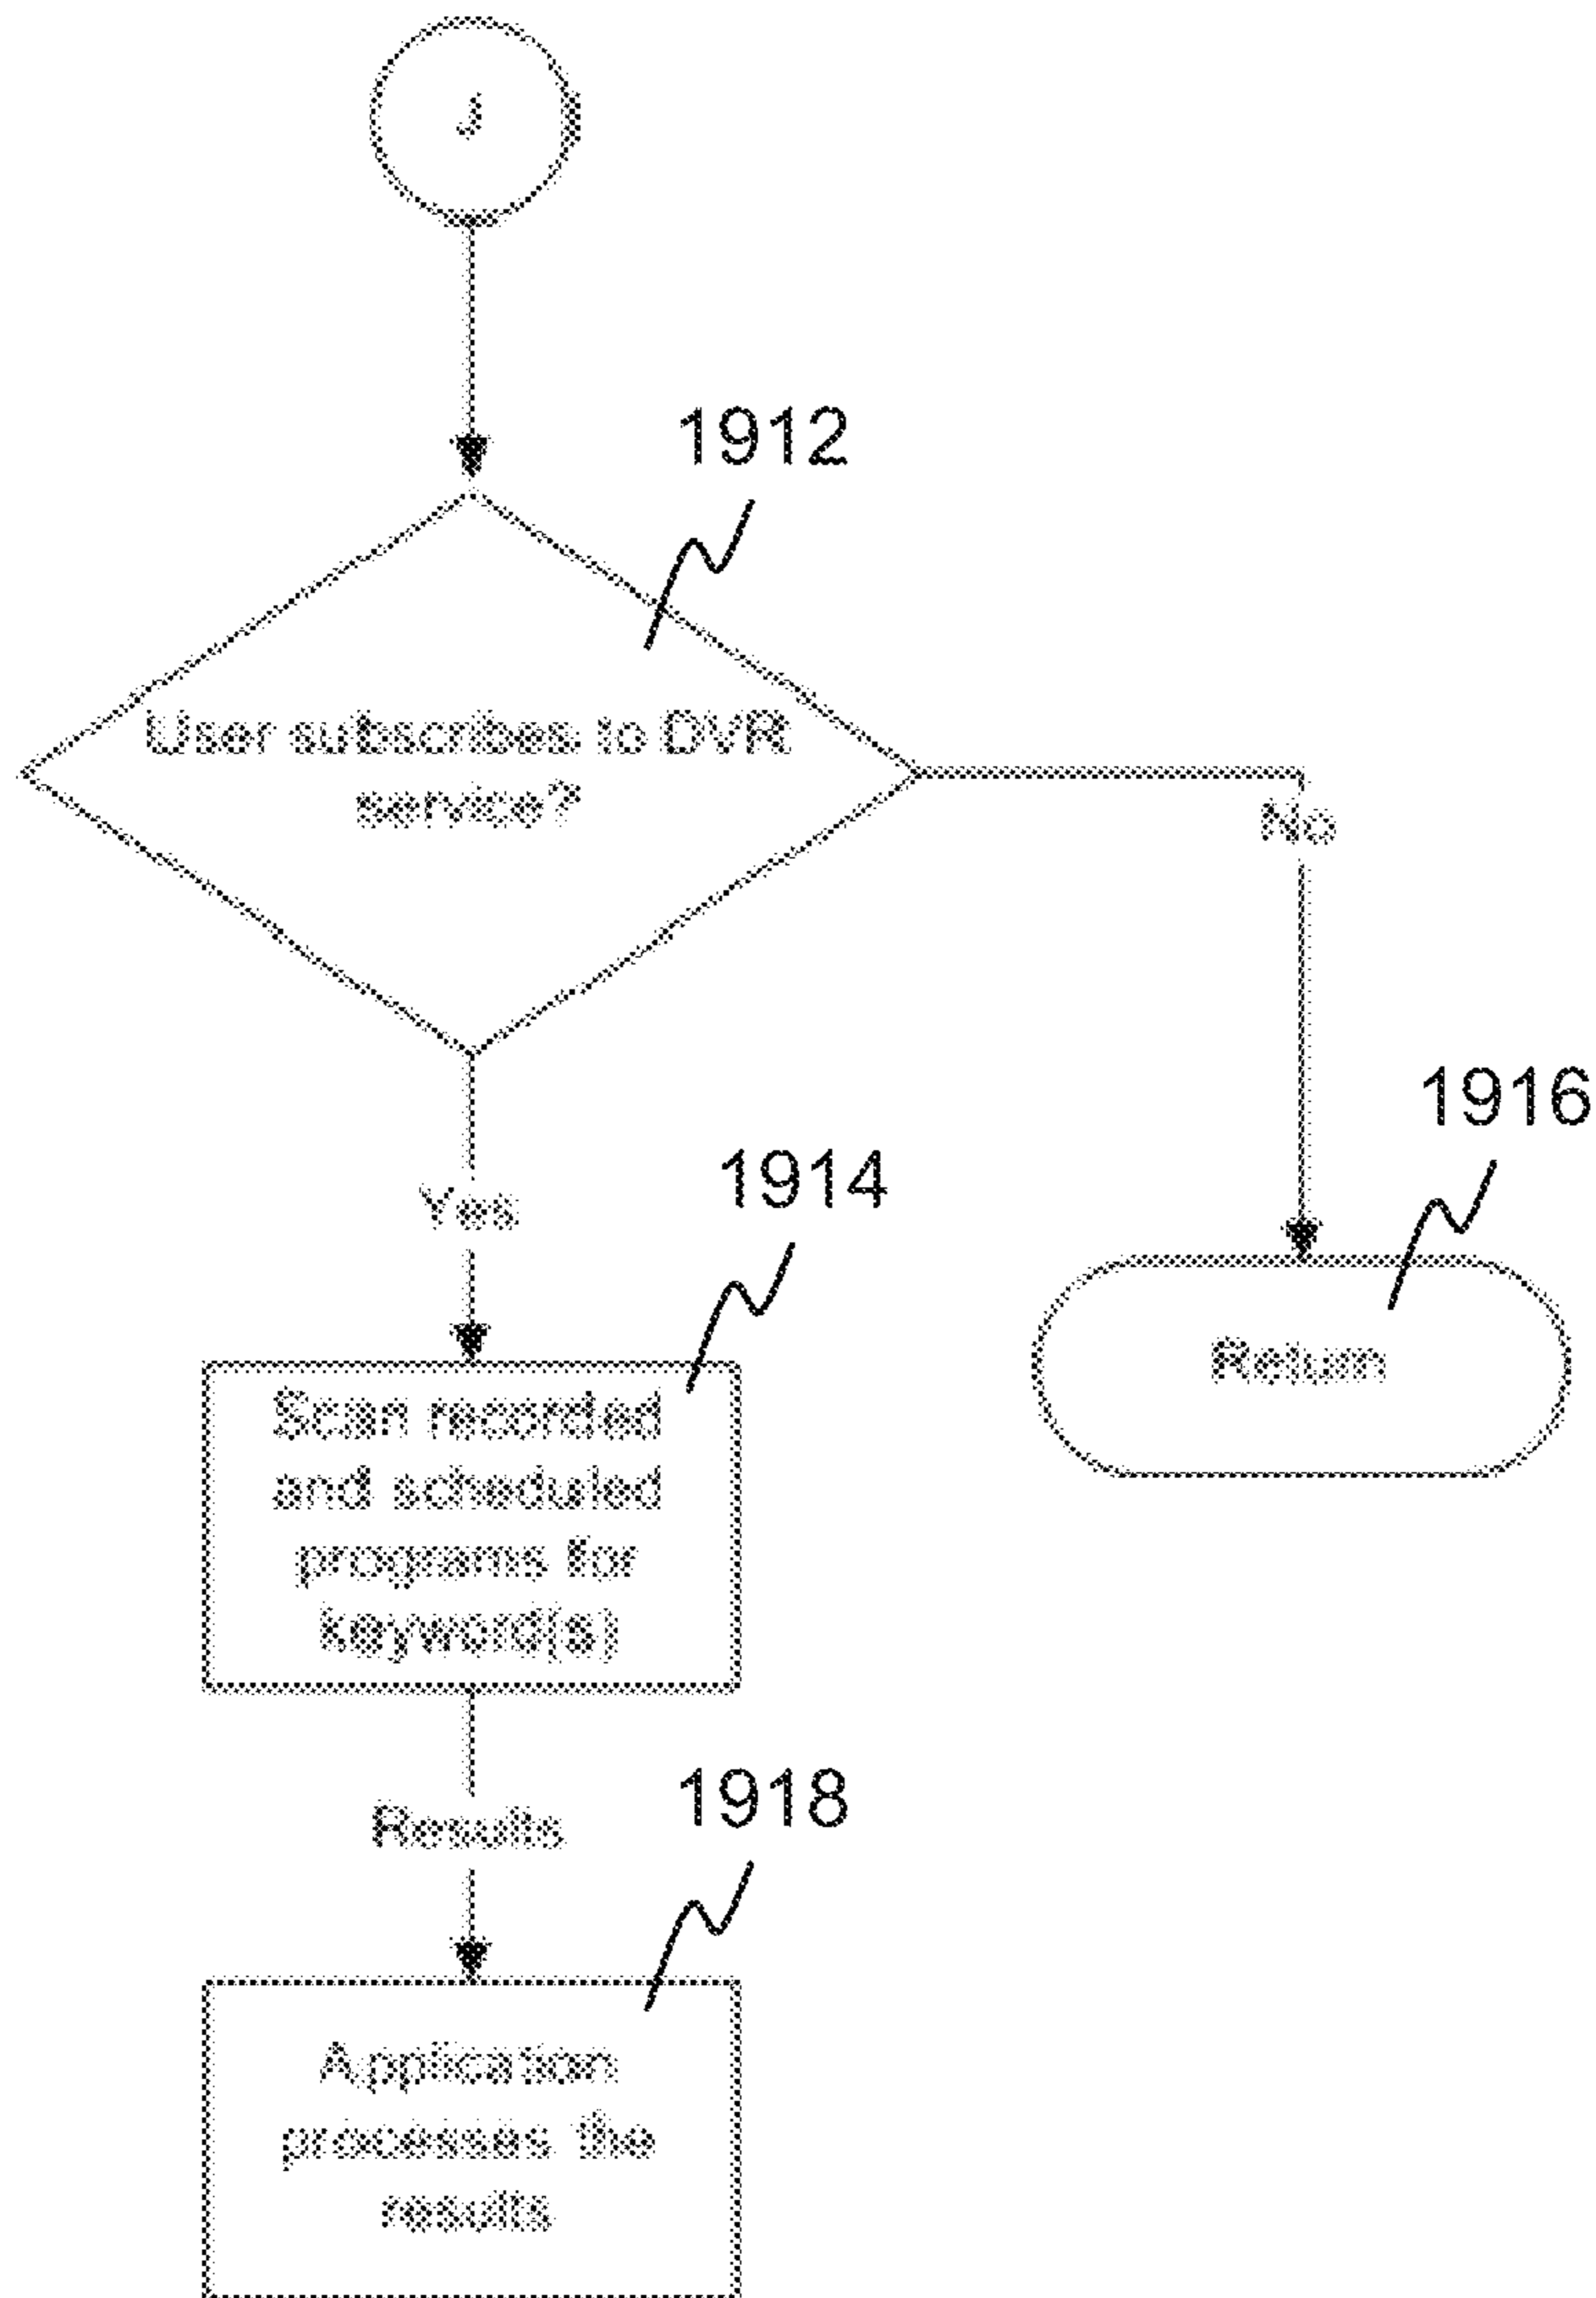 J
1912
User subscribes to DVR
service?
No
1916
Yes
1914
Return
Scan recorded
and scheduled
programs for
keyword(s)
Results
1918
Application
processes the
results